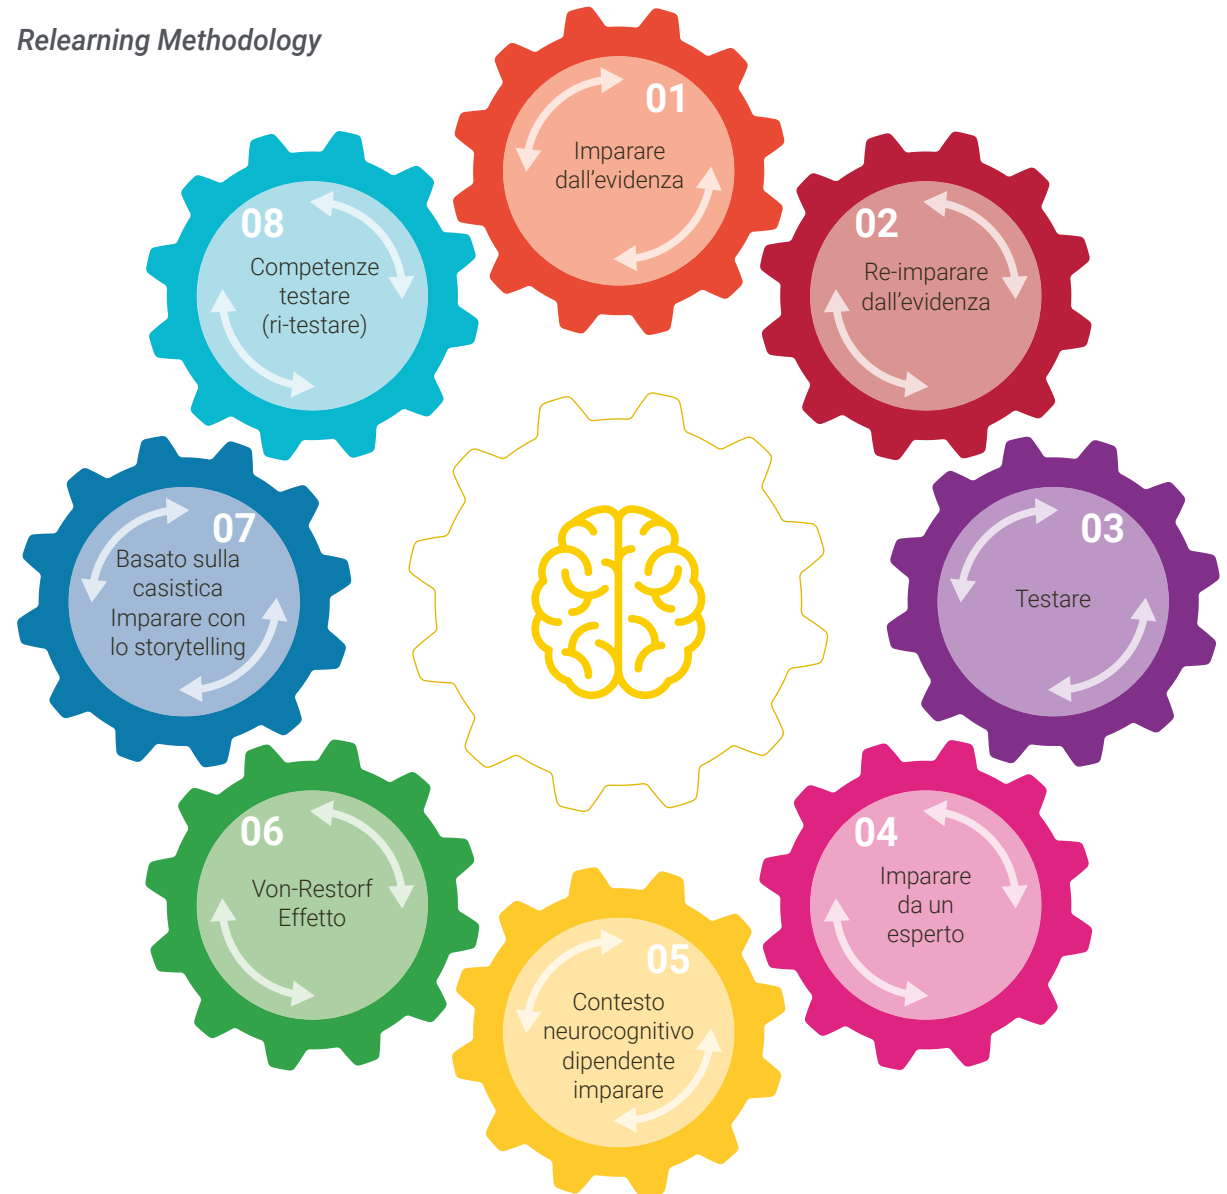 Relearning Methodology
01
Imparare
dall'evidenza
02
Re-imparare
dall'evidenza
03
Testare
04
Imparare
da un
esperto
05
Contesto
neurocognitivo
dipendente
imparare
06
Von-Restorf
Effetto
07
Basato sulla
casistica
Imparare con
lo storytelling
08
Competenze
testare
(ri-testare)